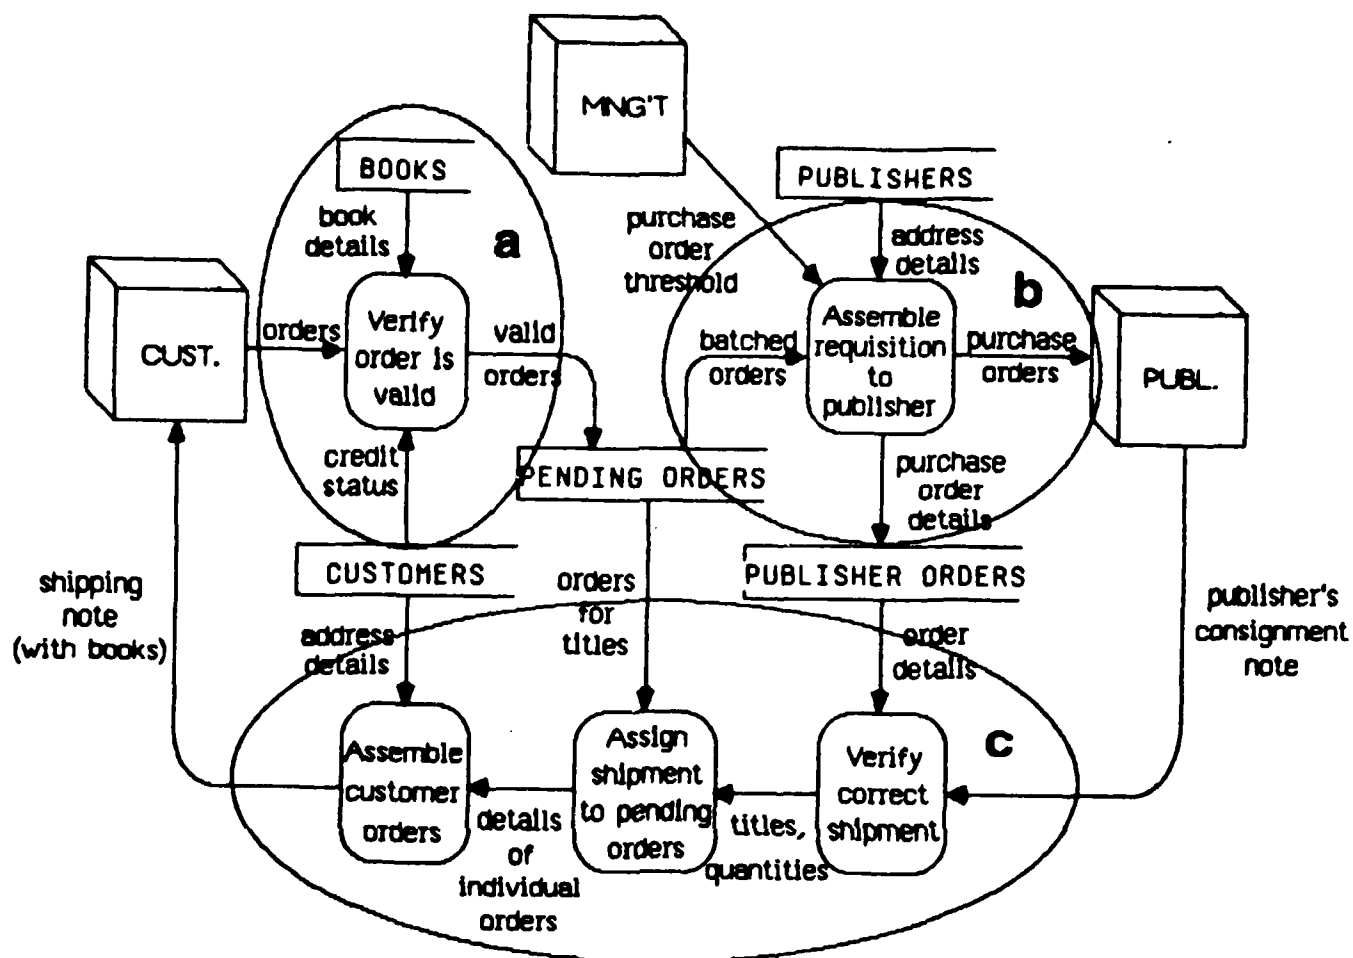 MNG'T
BOOKS
PUBLISHERS
book
details
a
purchase
order
threshold
address
details
b
CUST.
orders
Verify
order is
valid
valid
orders
batched
orders
Assemble
requisition
to
publisher
purchase
orders
PUBL.
credit
status
PENDING ORDERS
purchase
order
details
CUSTOMERS
PUBLISHER ORDERS
shipping
note
(with books)
orders
for
titles
publisher's
consignment
note
address
details
order
details
c
Assemble
customer
orders
Assign
shipment
to pending
orders
Verify
correct
shipment
details
of
individual
orders
titles,
quantities